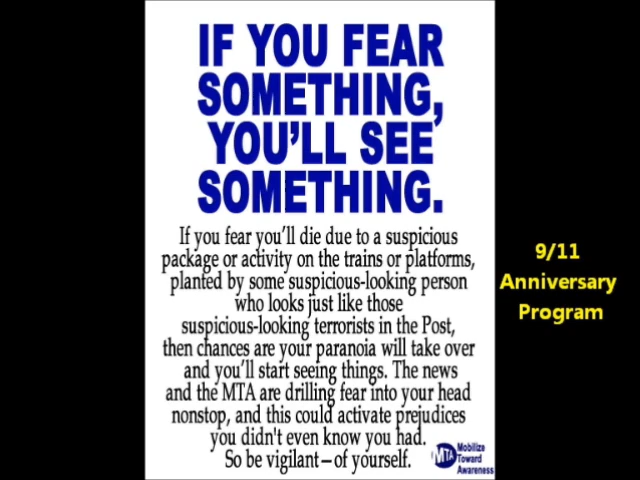 IF YOU FEAR
SOMETHING,
YOU'LL SEE
SOMETHING.
If you fear you'll die due to a suspicious
package or activity on the trains or platforms,
planted by some suspicious-looking person
who looks just like those
suspicious-looking terrorists in the Post,
then chances are your paranoia will take over
and you'll start seeing things. The news
and the MTA are drilling fear into your head
nonstop, and this could activate prejudices
you didn't even know you had.
So be vigilant—of yourself.
MTA
Mobilize
Toward
Awareness
9/11
Anniversary
Program